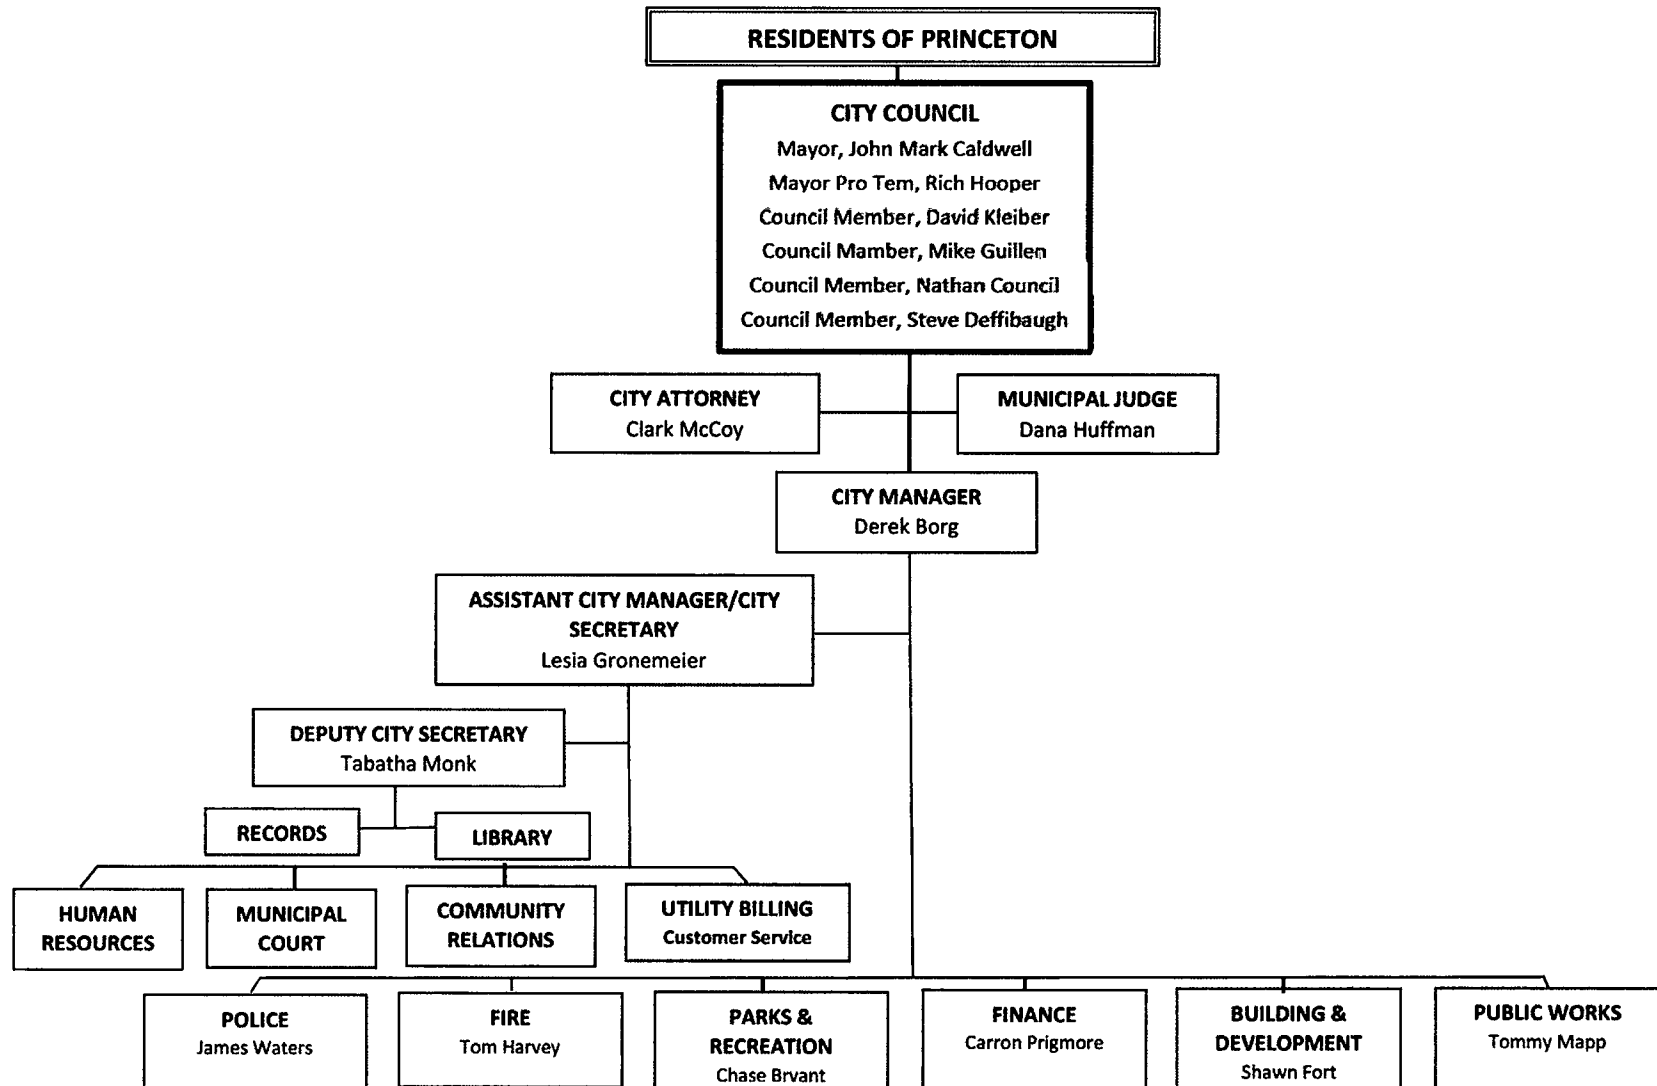 RESIDENTS OF PRINCETON
CITY COUNCIL
Mayor, John Mark Caldwell
Mayor Pro Tem, Rich Hooper
Council Member, David Kleiber
Council Mamber, Mike Guillen
Council Member, Nathan Council
Council Member, Steve Deffibaugh
CITY ATTORNEY
Clark McCoy
MUNICIPAL JUDGE
Dana Huffman
CITY MANAGER
Derek Borg
ASSISTANT CITY MANAGER/CITY
SECRETARY
Lesia Gronemeier
DEPUTY CITY SECRETARY
Tabatha Monk
RECORDS
LIBRARY
HUMAN
RESOURCES
MUNICIPAL
COURT
COMMUNITY
RELATIONS
UTILITY BILLING
Customer Service
POLICE
James Waters
FIRE
Tom Harvey
PARKS &
RECREATION
Chase Bryant
FINANCE
Carron Prigmore
BUILDING &
DEVELOPMENT
Shawn Fort
PUBLIC WORKS
Tommy Mapp